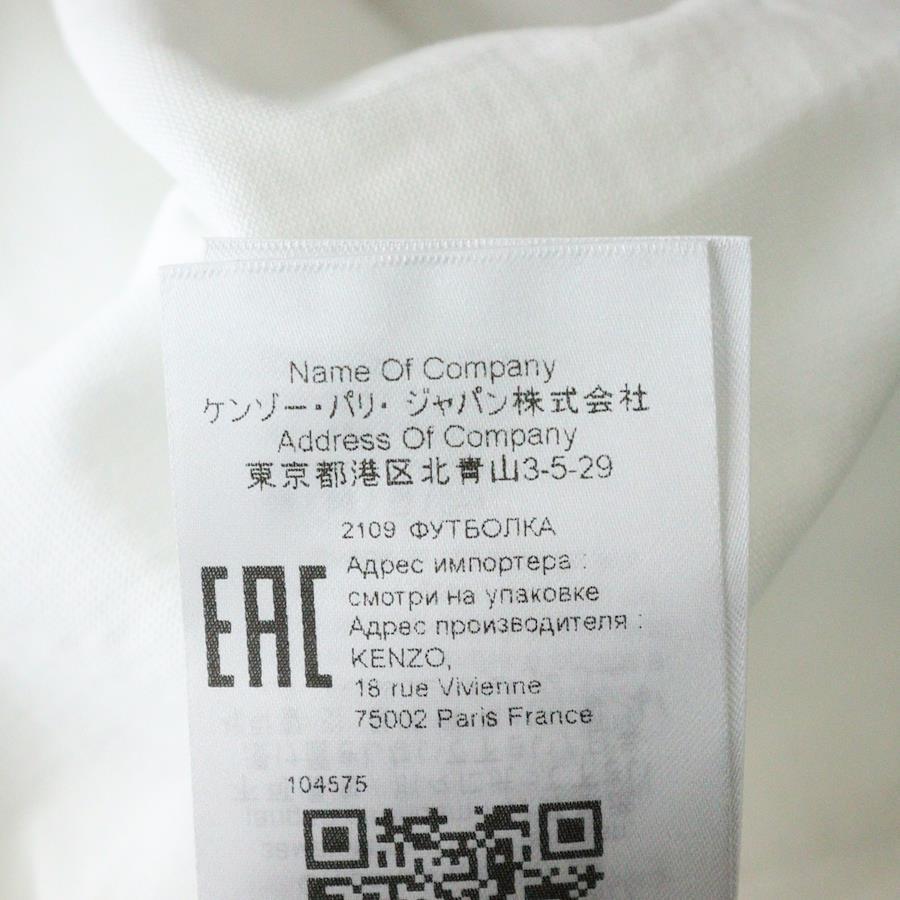 Name Of Company
ケンゾー・パリ・ジャパン株式会社
Address Of Company
東京都港区北青山3-5-29
2109 ФУТБОЛКА
EAC
Адрес импортера :
смотри на упаковке
Адрес производителя :
KENZO,
18 rue Vivienne
75002 Paris France
104575